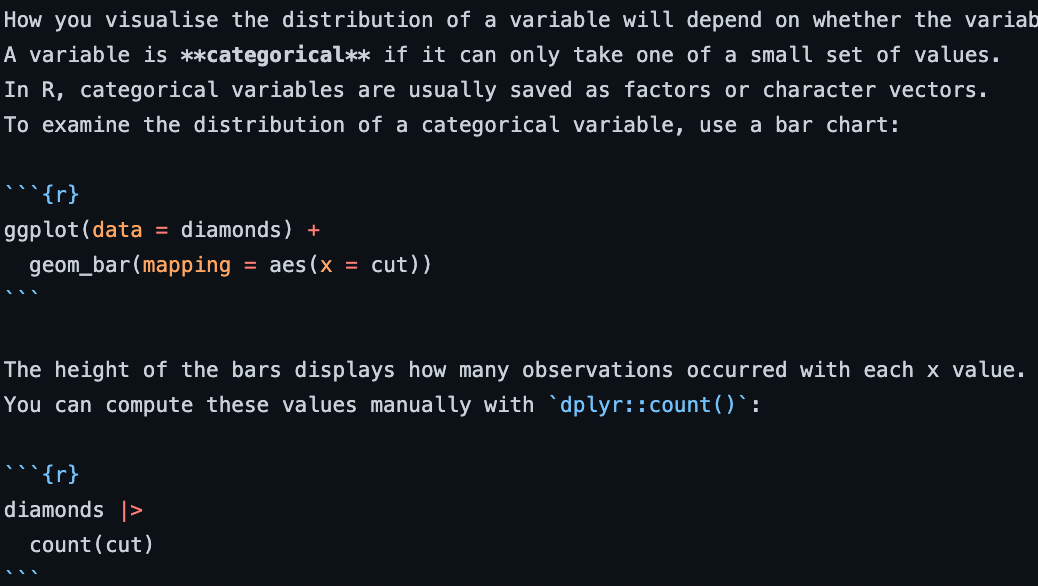 How you visualise the distribution of a variable will depend on whether the
A variable is **categorical** if it can only take one of a small set of values.
In R, categorical variables are usually saved as factors or character vectors.
To examine the distribution of a categorical variable, use a bar chart:
```{r}
ggplot(data = diamonds) +
  geom_bar(mapping = aes(x = cut))
```
The height of the bars displays how many observations occurred with each x value.
You can compute these values manually with `dplyr::count()`:
```{r}
diamonds |>
  count(cut)
```